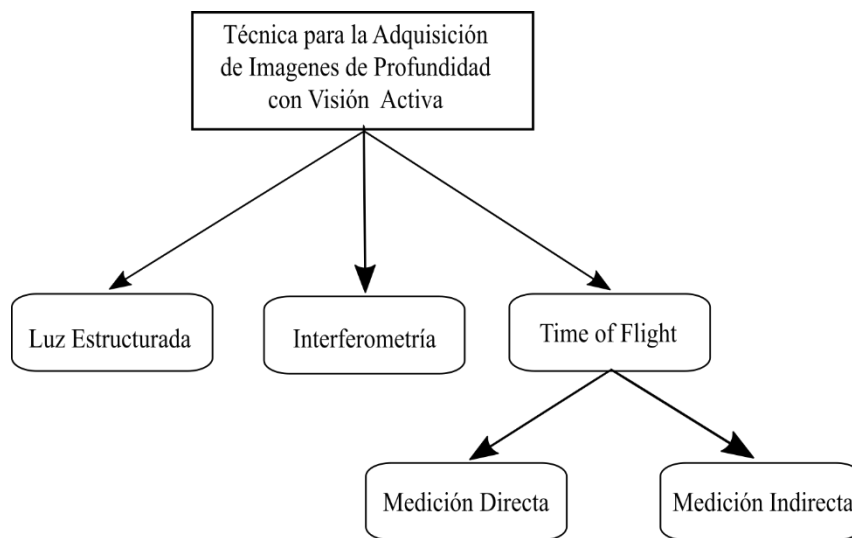 Técnica para la Adquisición
de Imagenes de Profundidad
con Visión Activa
Luz Estructurada
Interferometría
Time of Flight
Medición Directa
Medición Indirecta